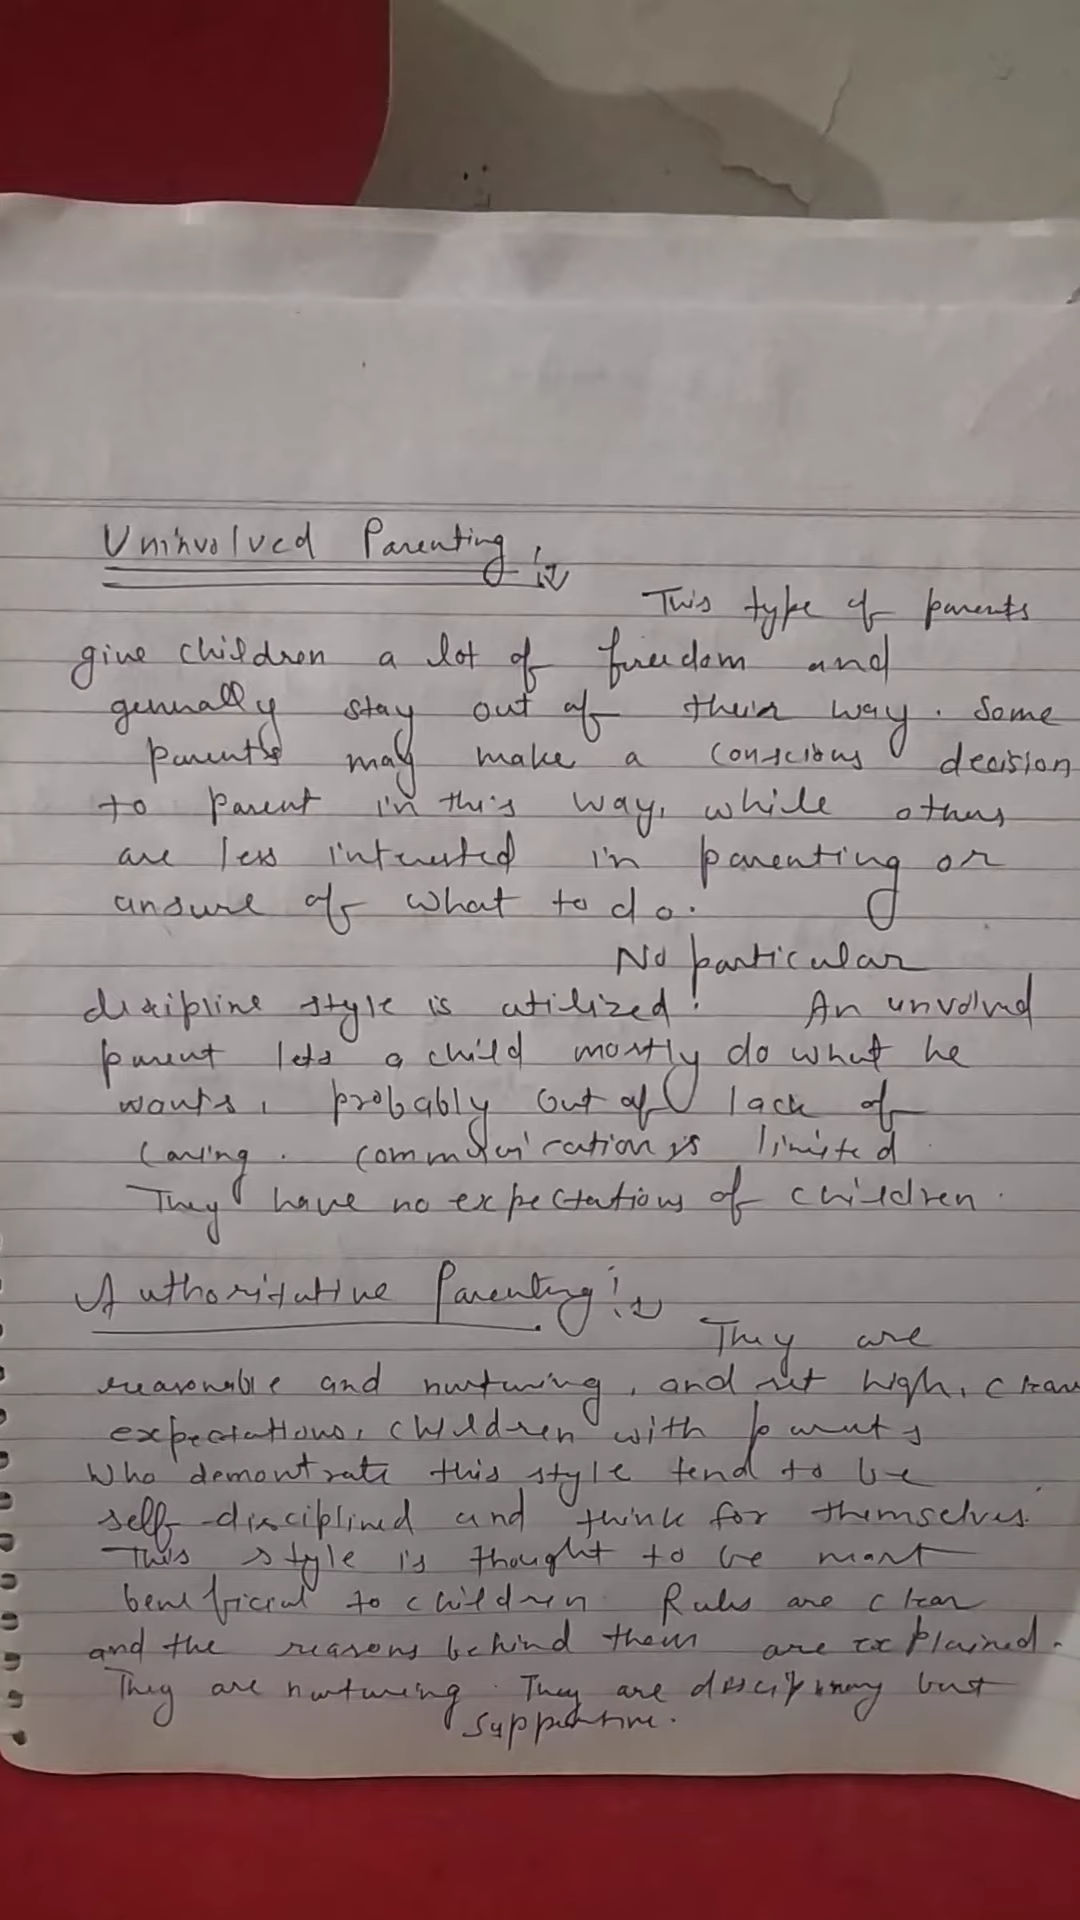 Uninvolved Parenting :-
This type of parents
give children a lot of freedom and
generally stay out of their way. Some
parents may make a conscious decision
to parent in this way, while others
are less interested in parenting or
unsure of what to do.
No particular
discipline style is utilized. An unvolved
parent lets a child mostly do what he
wants, probably out of lack of
caring. communication is limited.
They have no expectations of children.
Authoritative Parenting :-
They are
reasonable and nurturing, and set high, clear
expectations, children with parents
who demontrate this style tend to be
self-disciplined and think for themselves.
This style is thought to be most
beneficial to children. Rules are clear
and the reasons behind them are explained.
They are nurturing. They are but
supportive.